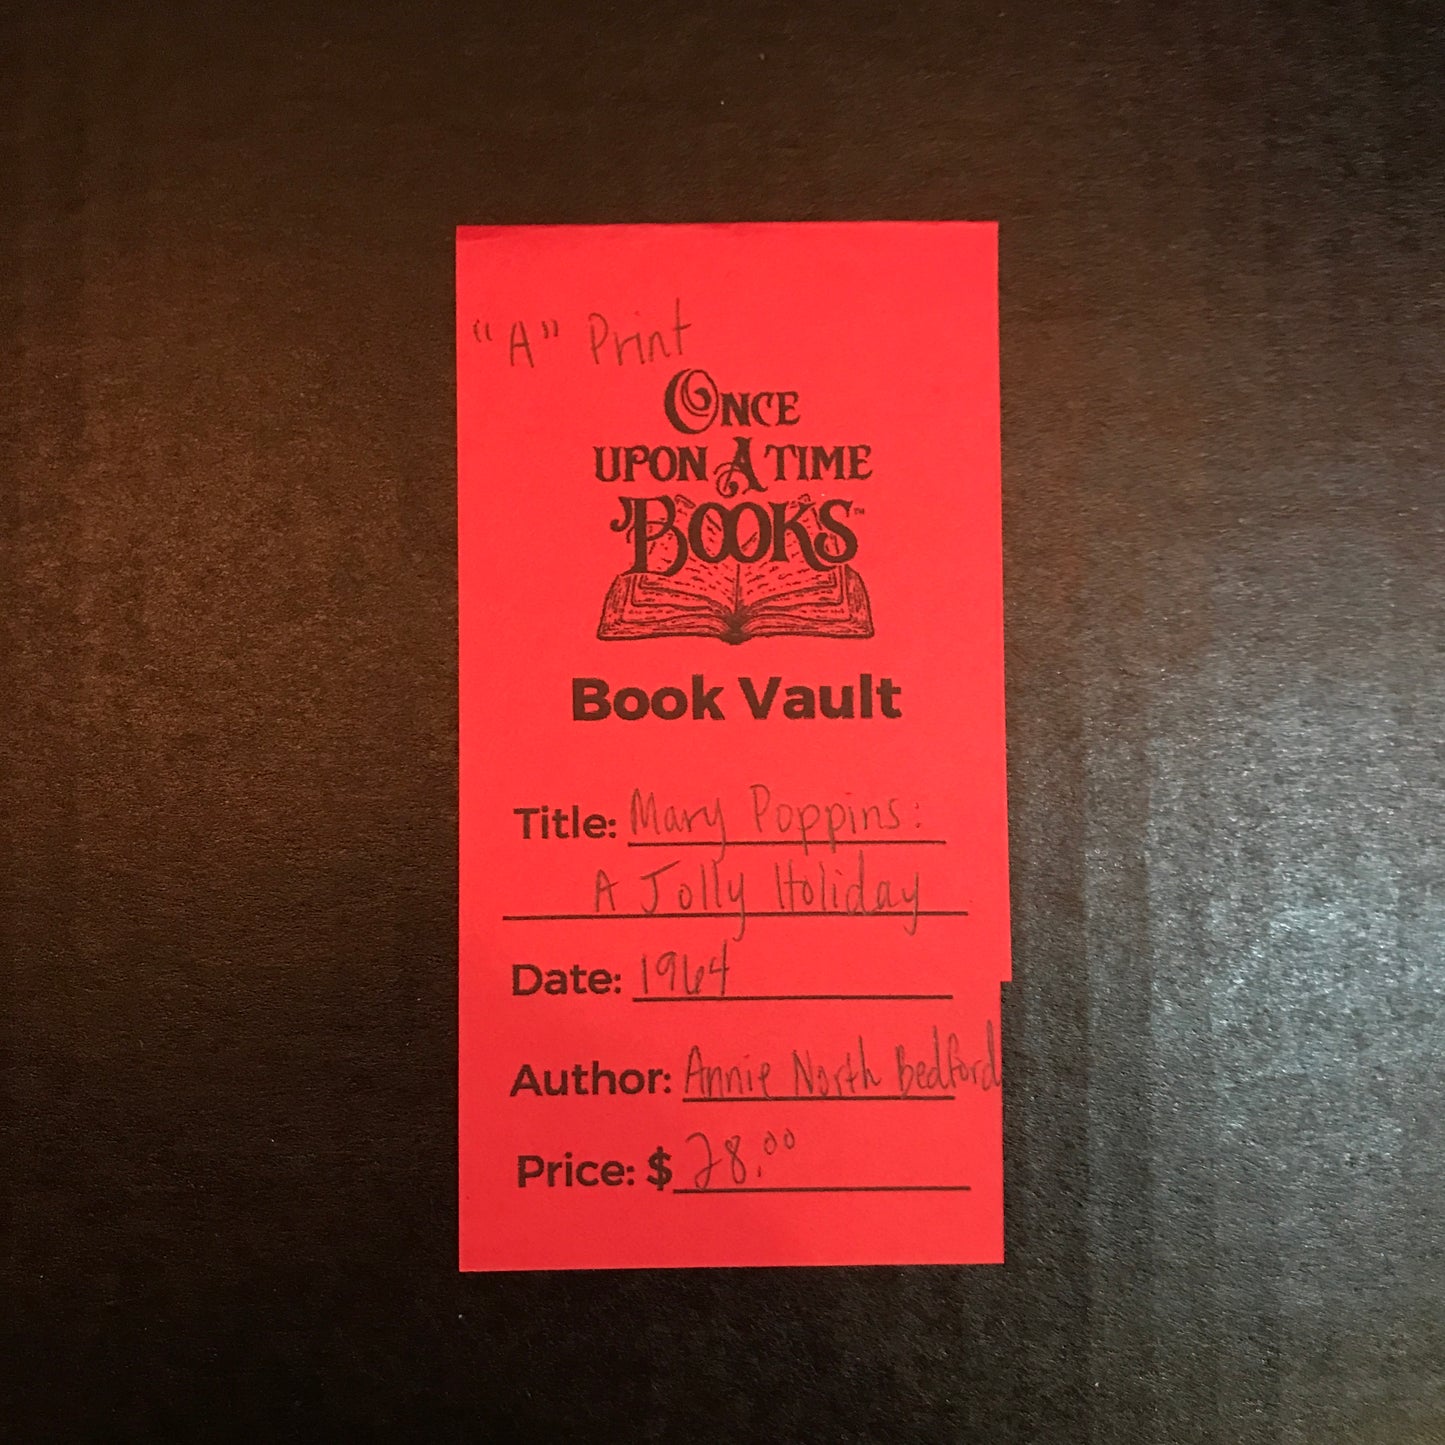 "A" Print
ONCE
UPON A TIME
BOOKS™
Book Vault
Title: Mary Poppins:
A Jolly Holiday
Date: 1964
Author: Annie North Bedford
Price: $ 28.00